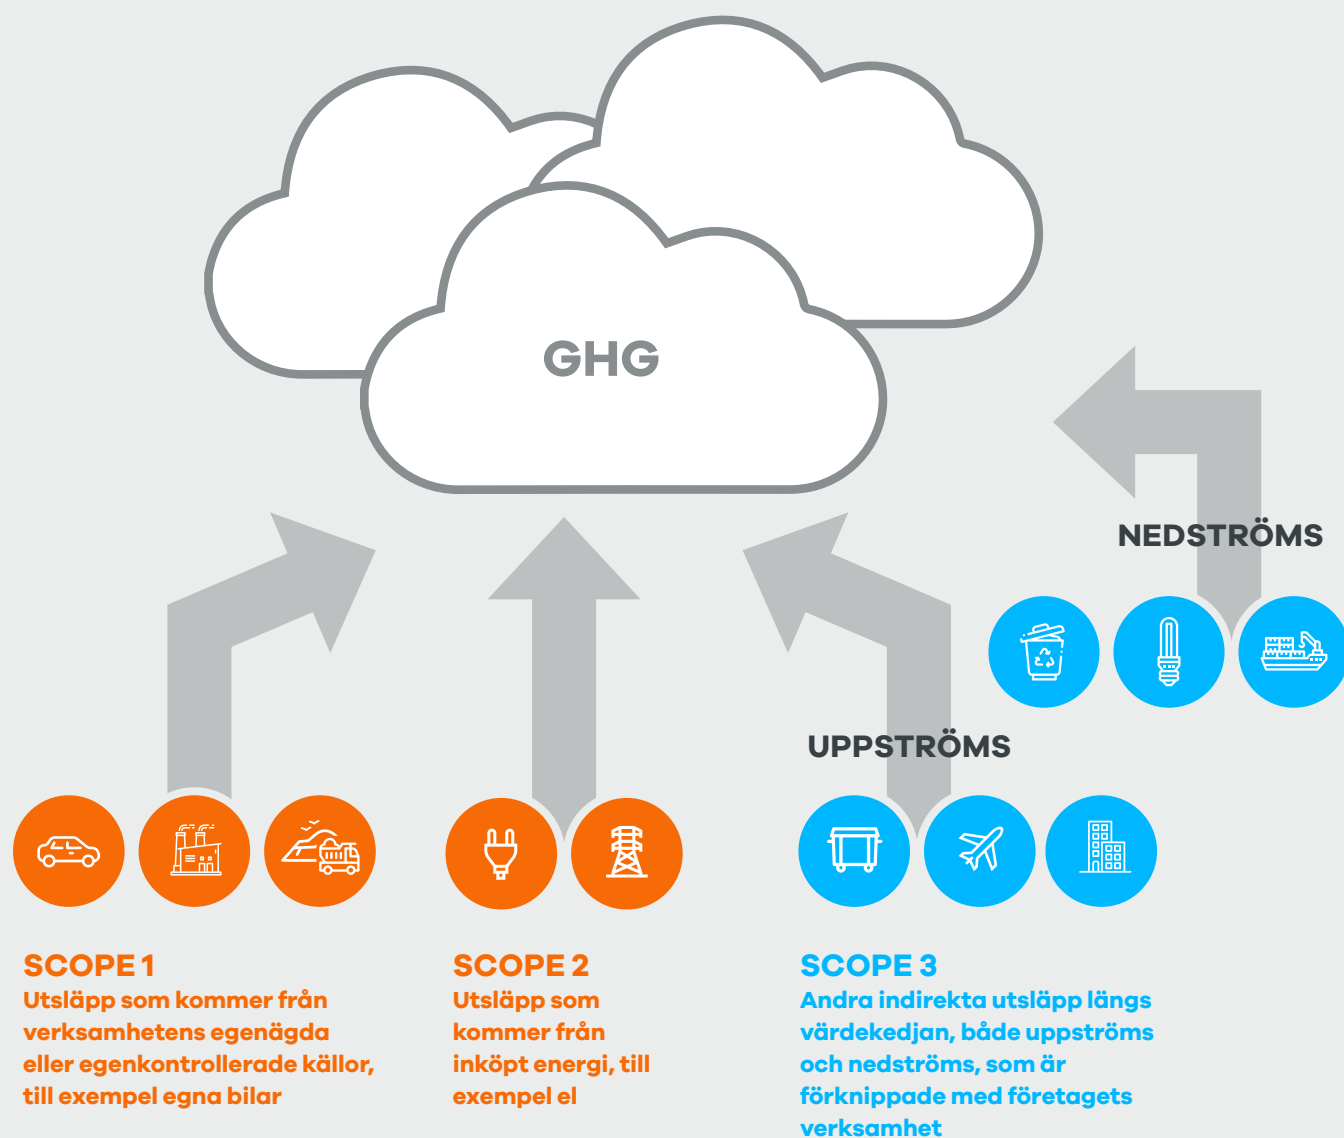 GHG
NEDSTRÖMS
UPPSTRÖMS
SCOPE 1
Utsläpp som kommer från
verksamhetens egenägda
eller egenkontrollerade källor,
till exempel egna bilar
SCOPE 2
Utsläpp som
kommer från
inköpt energi, till
exempel el
SCOPE 3
Andra indirekta utsläpp längs
värdekedjan, både uppströms
och nedströms, som är
förknippade med företagets
verksamhet